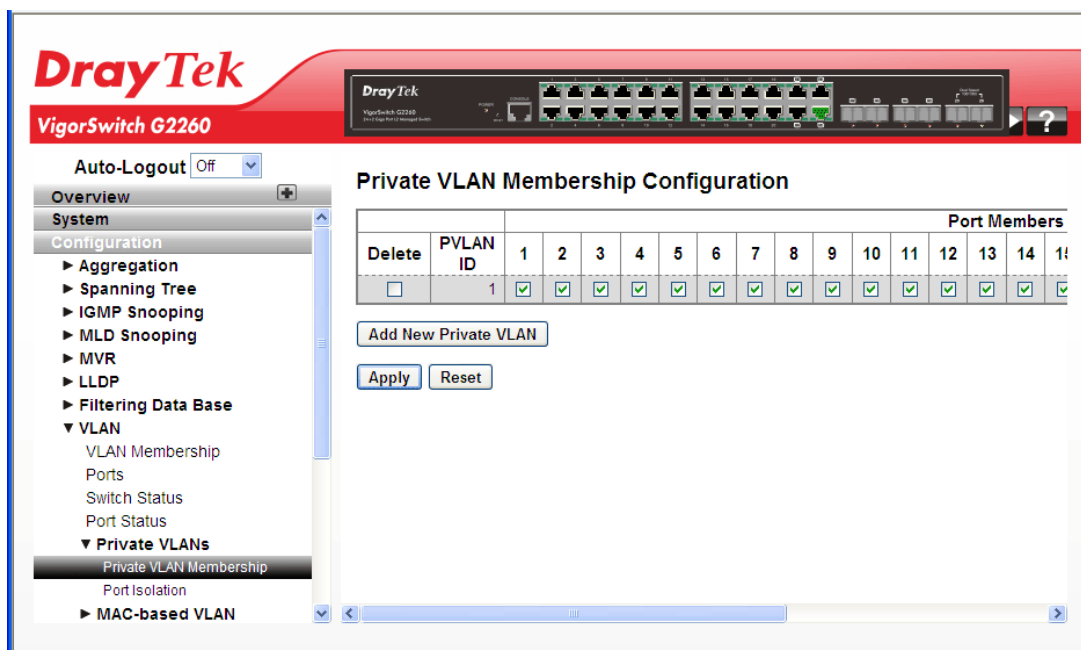 DrayTek
VigorSwitch G2260
DrayTek
VigorSwitch G2260
?
Auto-Logout Off
Overview
System
Configuration
Aggregation
Spanning Tree
IGMP Snooping
MLD Snooping
MVR
LLDP
Filtering Data Base
VLAN
VLAN Membership
Ports
Switch Status
Port Status
Private VLANs
Private VLAN Membership
Port Isolation
MAC-based VLAN
Private VLAN Membership Configuration
Port Members
Delete PVLAN ID 1 2 3 4 5 6 7 8 9 10 11 12 13 14
1
Add New Private VLAN
Apply Reset